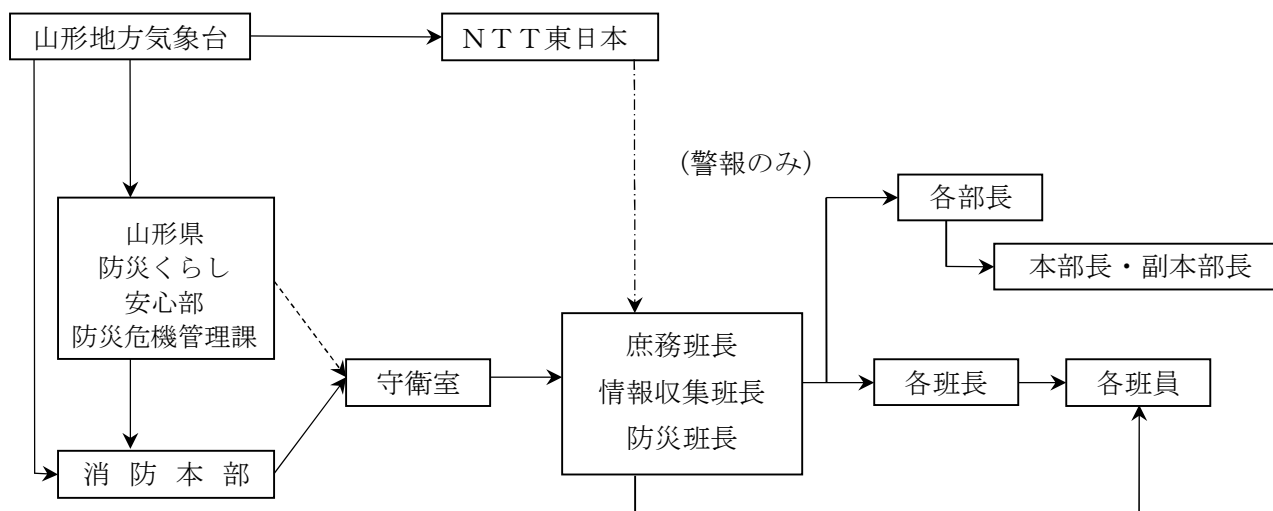 山形地方気象台
ＮＴＴ東日本
（警報のみ）
各部長
本部長・副本部長
山形県
防災くらし
安心部
防災危機管理課
守衛室
庶務班長
情報収集班長
防災班長
各班長
各班員
消 防 本 部